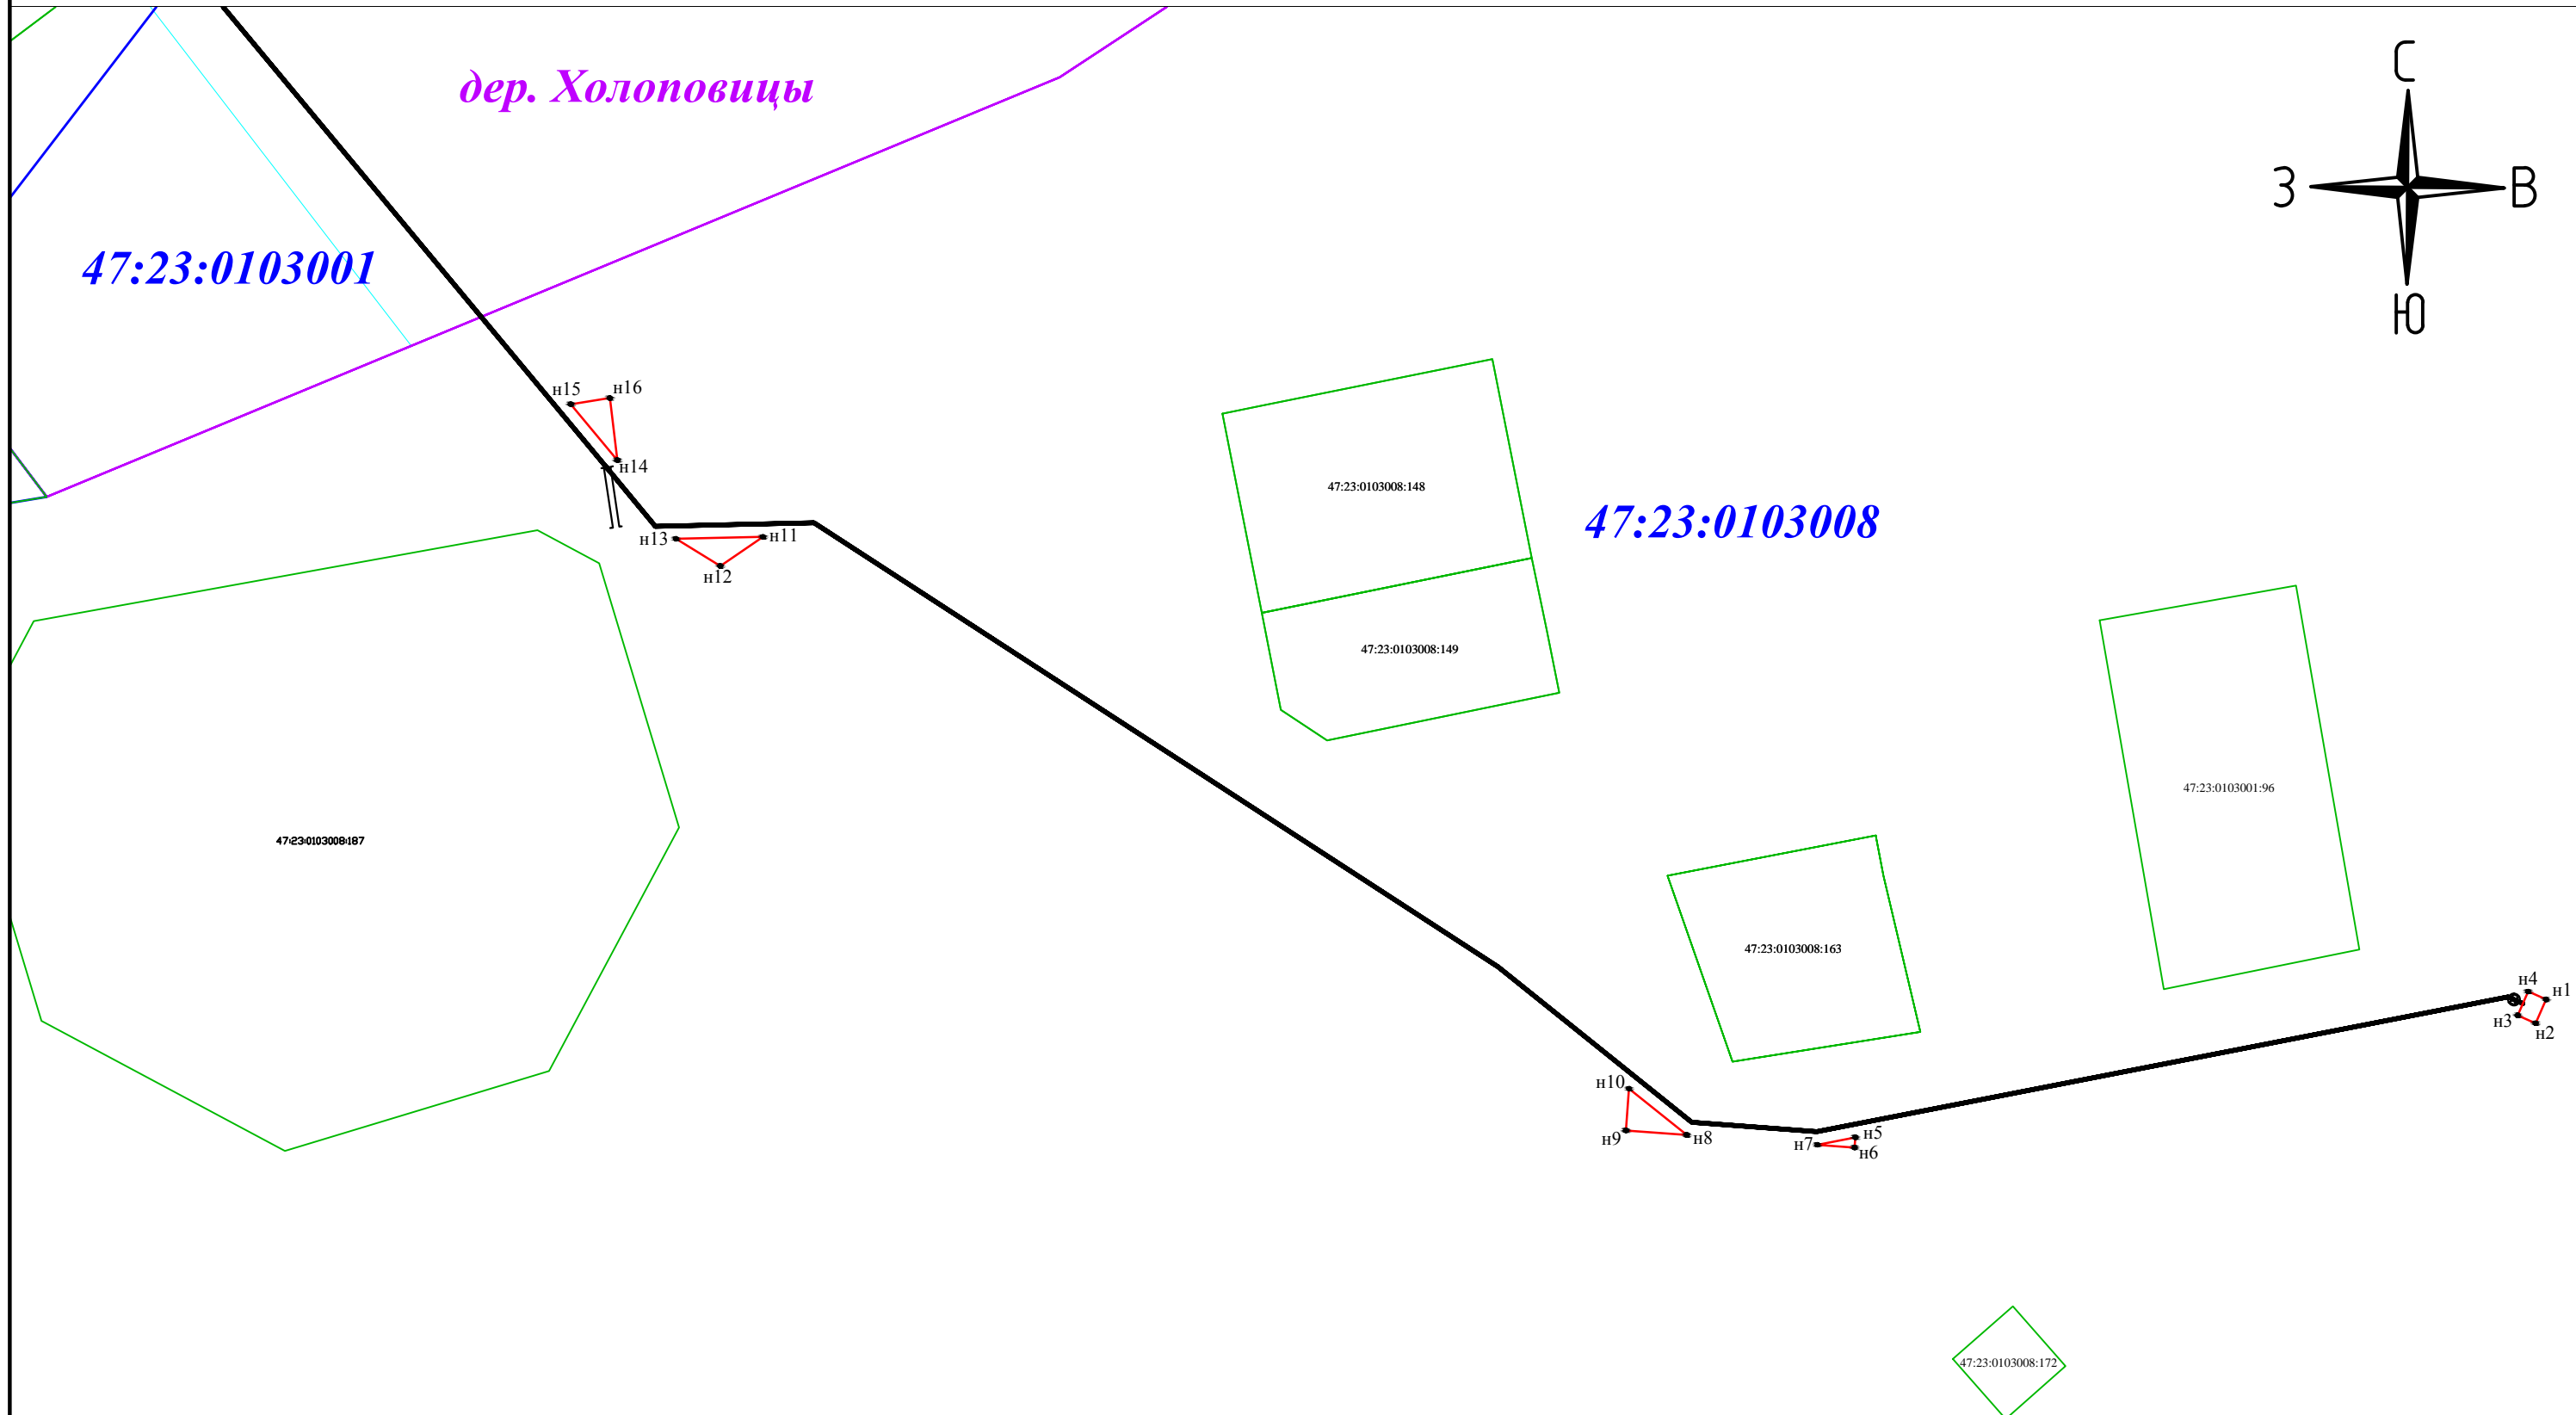 С
дер. Холоповицы
З
В
47:23:0103001
Ю
н15
н16
н14
47:23:0103008:148
47:23:0103008
н13
н11
н12
47:23:0103008:149
47:23:0103001:96
47:23:0103008:187
47:23:0103008:163
н4
н1
н3
н2
н10
н9
н8
н7
н5
н6
47:23:0103008:172